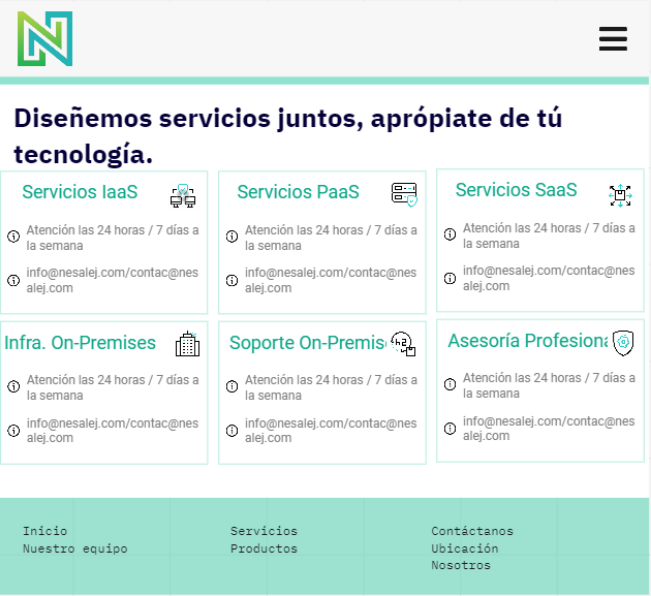 Diseñemos servicios juntos, aprópiate de tú
tecnología.
Servicios IaaS
Atención las 24 horas / 7 días a
la semana
info@nesalej.com/contac@nes
alej.com
Servicios PaaS
Atención las 24 horas / 7 días a
la semana
info@nesalej.com/contac@nes
alej.com
Servicios SaaS
Atención las 24 horas / 7 días a
la semana
info@nesalej.com/contac@nes
alej.com
Infra. On-Premises
Atención las 24 horas / 7 días a
la semana
info@nesalej.com/contac@nes
alej.com
Soporte On-Premis
Atención las 24 horas / 7 días a
la semana
info@nesalej.com/contac@nes
alej.com
Asesoría Profesiona
Atención las 24 horas / 7 días a
la semana
info@nesalej.com/contac@nes
alej.com
Inicio
Nuestro equipo
Servicios
Productos
Contáctanos
Ubicación
Nosotros